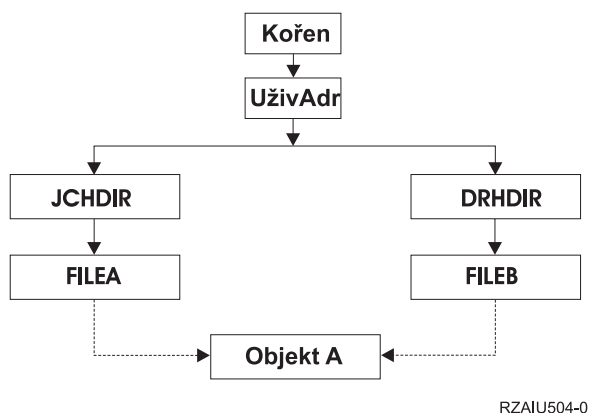 Kořen
UživAdr
JCHDIR
DRHDIR
FILEA
FILEB
Objekt A
RZAIU504-0